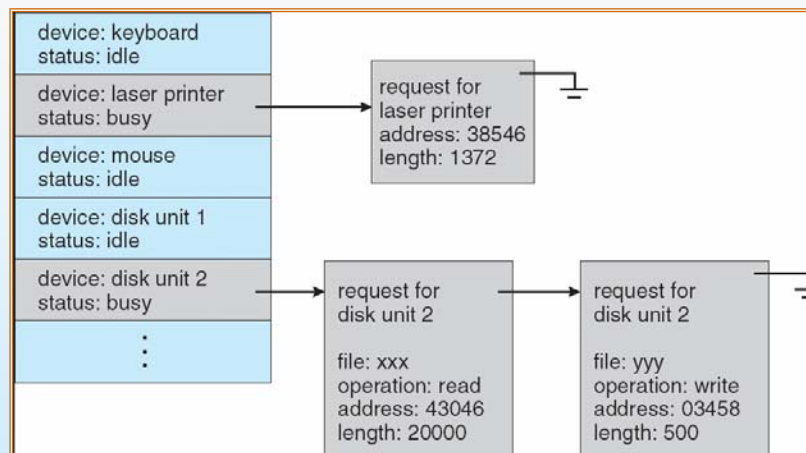 device: keyboard
status: idle
device: laser printer
status: busy
device: mouse
status: idle
device: disk unit 1
status: idle
device: disk unit 2
status: busy
request for
laser printer
address: 38546
length: 1372
request for
disk unit 2
file: xxx
operation: read
address: 43046
length: 20000
request for
disk unit 2
file: yyy
operation: write
address: 03458
length: 500